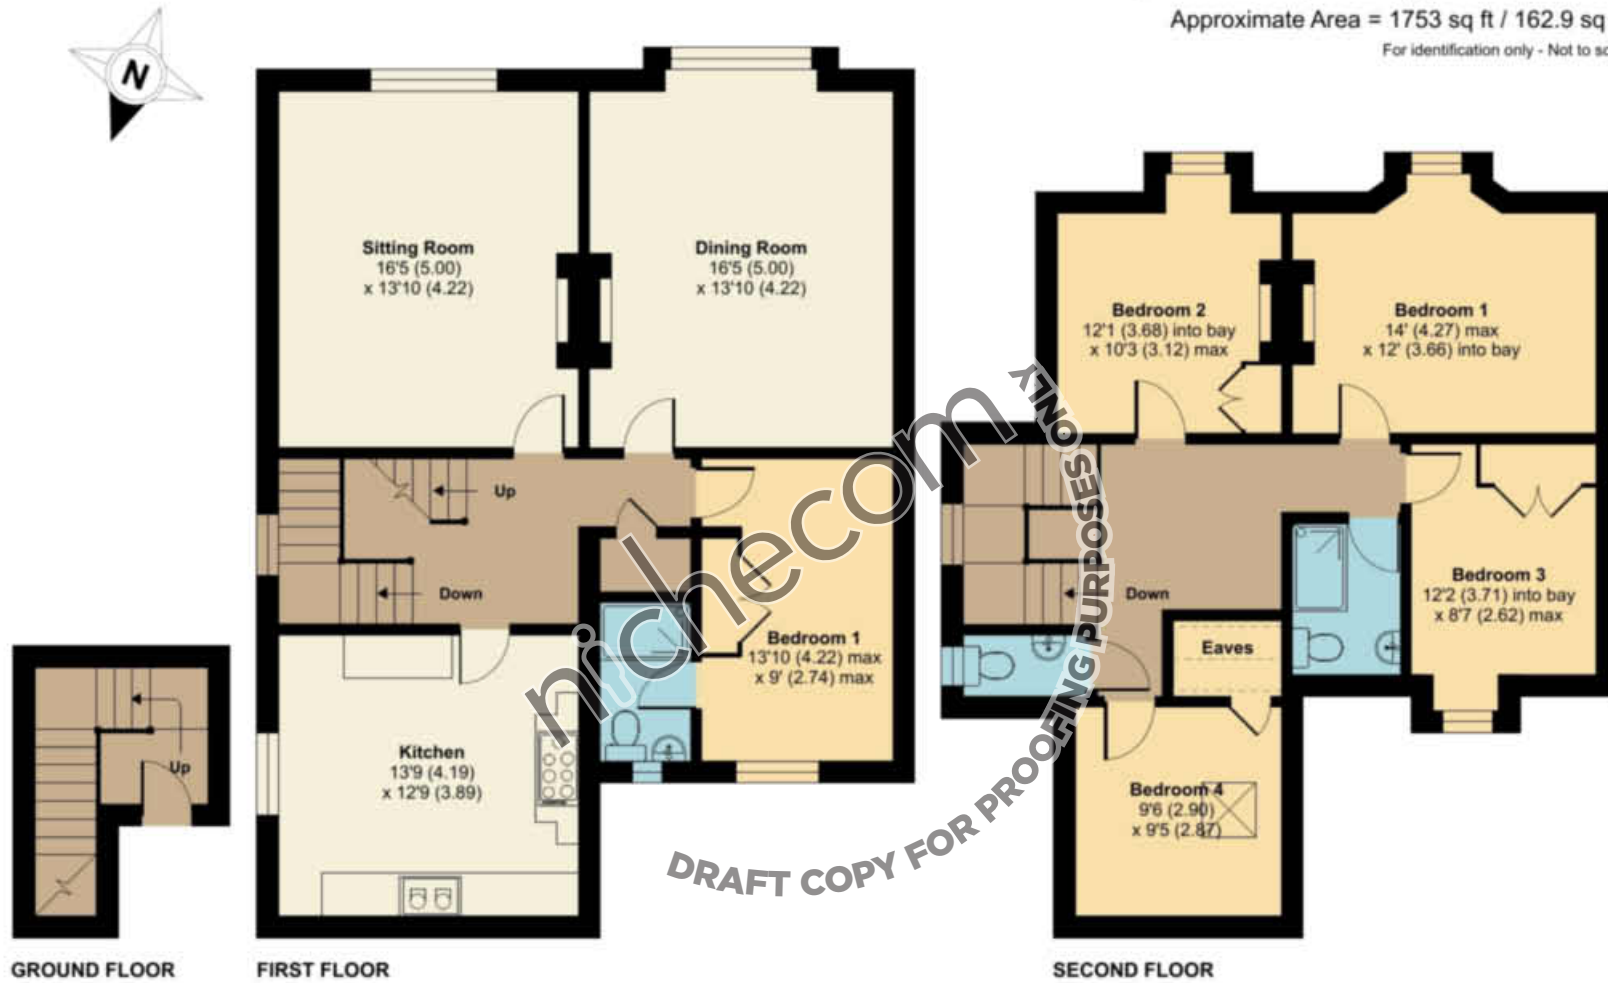 Approximate Area = 1753 sq ft / 162.9 sq
For identification only - Not to sc
N
Sitting Room
16'5 (5.00)
x 13'10 (4.22)
Dining Room
16'5 (5.00)
x 13'10 (4.22)
Bedroom 2
12'1 (3.68) into bay
x 10'3 (3.12) max
Bedroom 1
14' (4.27) max
x 12' (3.66) into bay
Up
Down
Bedroom 1
13'10 (4.22) max
x 9' (2.74) max
Kitchen
13'9 (4.19)
x 12'9 (3.89)
Up
Down
Eaves
Bedroom 3
12'2 (3.71) into bay
x 8'7 (2.62) max
Bedroom 4
9'6 (2.90)
x 9'5 (2.87)
nichecom
DRAFT COPY FOR PROOFING PURPOSES ONLY
GROUND FLOOR
FIRST FLOOR
SECOND FLOOR